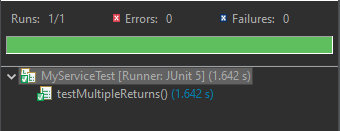 Runs: 1/1 Errors: 0 Failures: 0
MyServiceTest [Runner: JUnit 5] (1.642 s)
testMultipleReturns() (1.642 s)